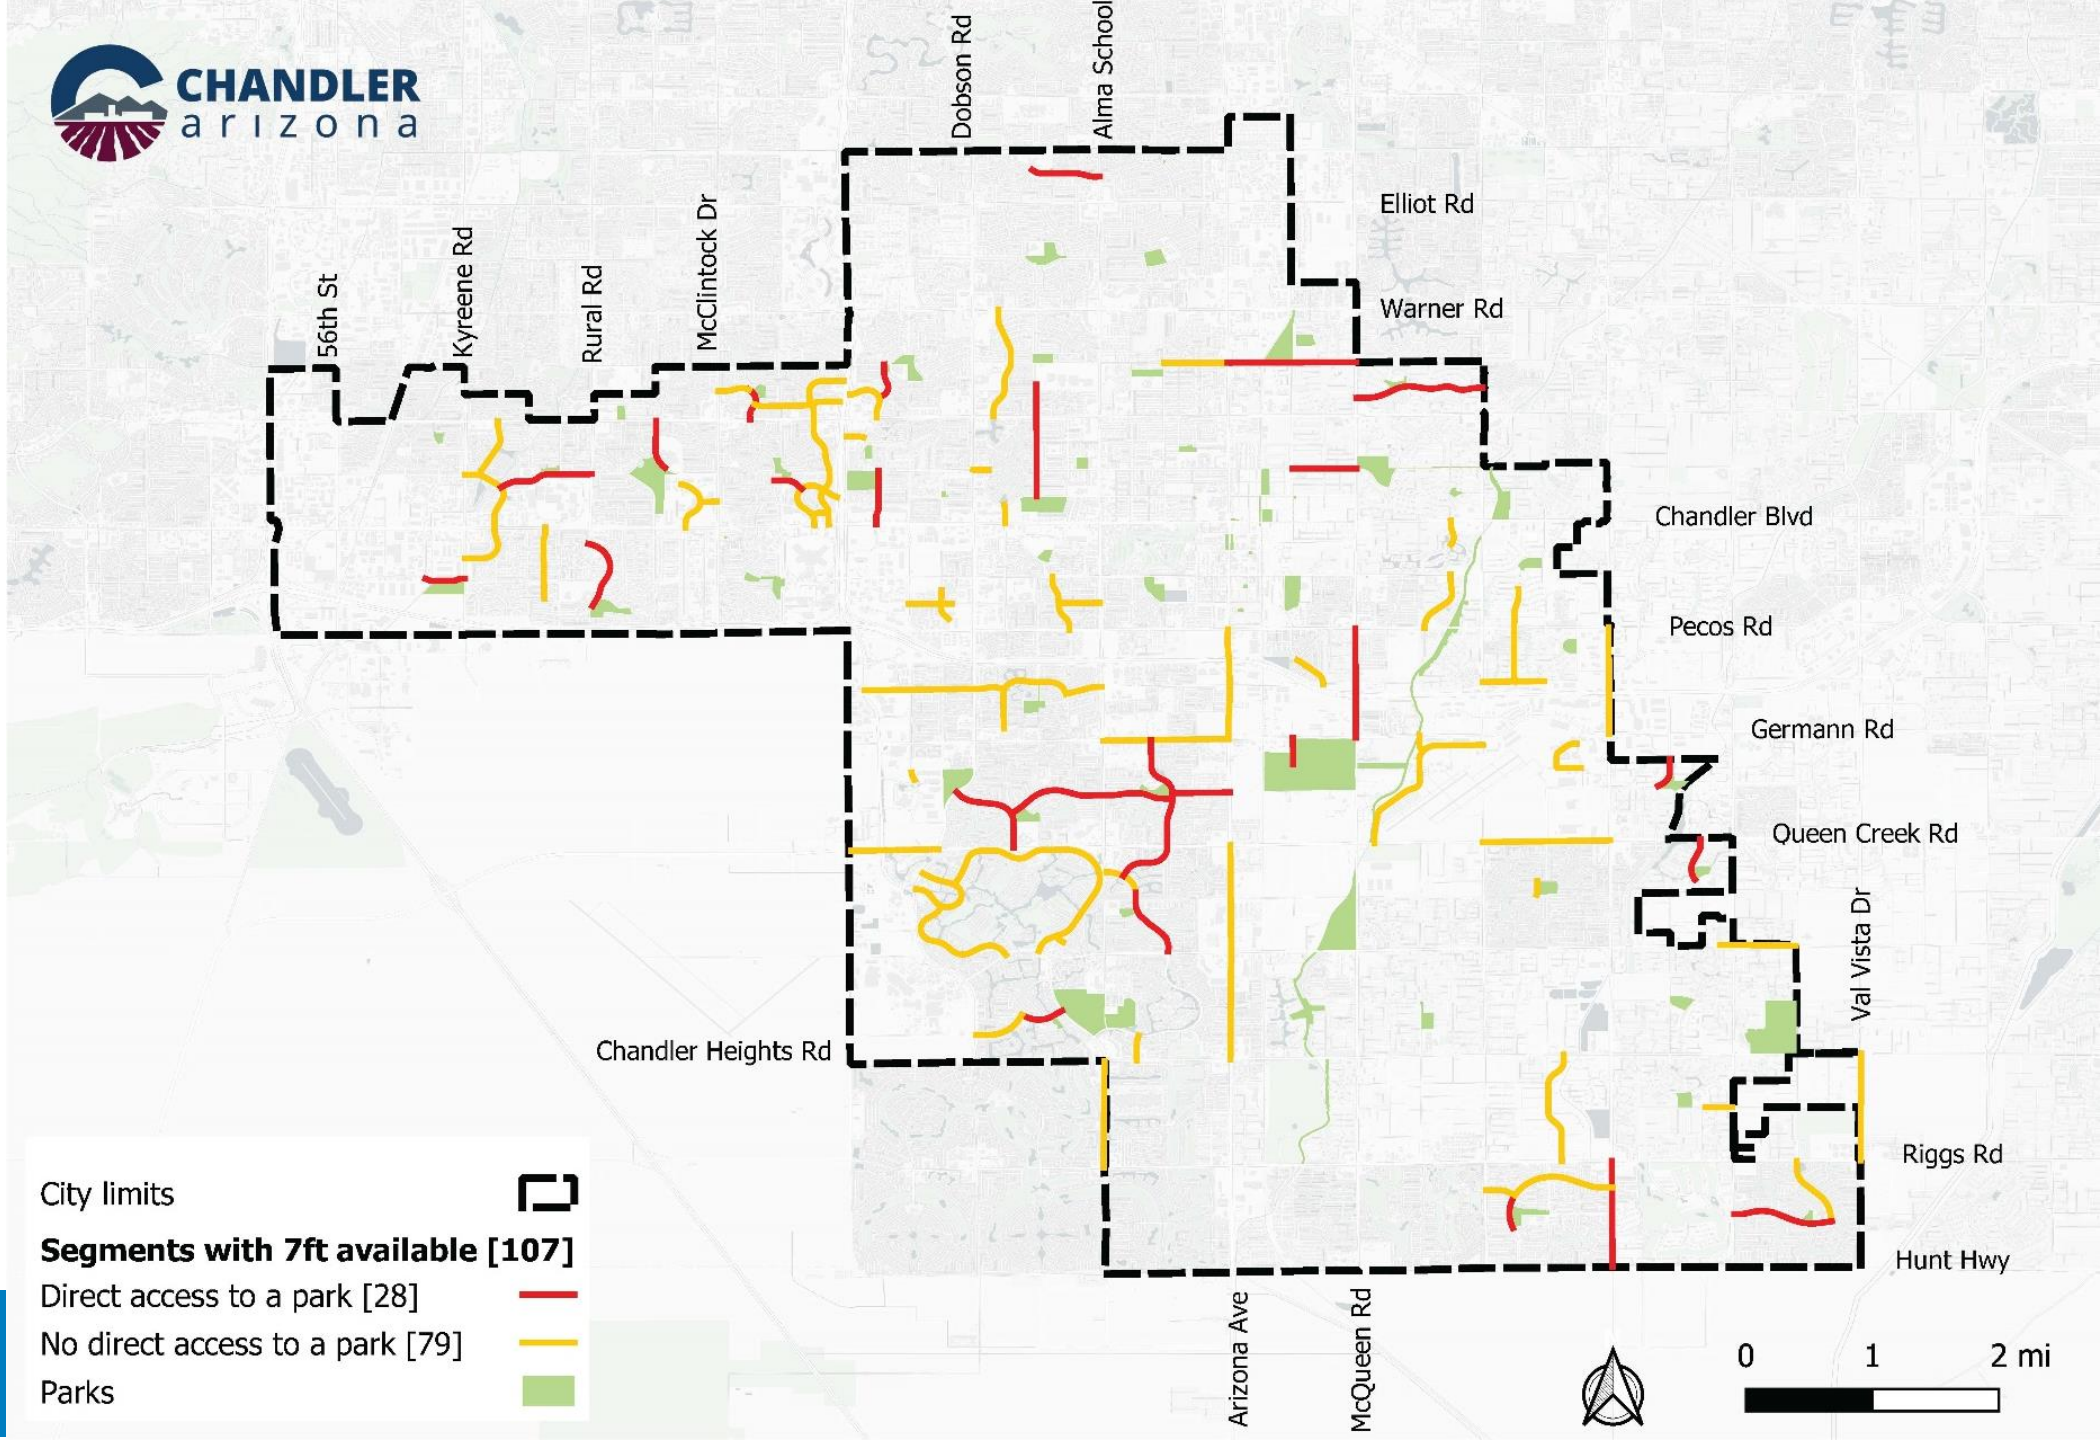 CHANDLER
arizona
Dobson Rd
Alma School
56th St
Kyreene Rd
Rural Rd
McClintock Dr
Elliot Rd
Warner Rd
Chandler Blvd
Pecos Rd
Germann Rd
Queen Creek Rd
Val Vista Dr
Chandler Heights Rd
Riggs Rd
Hunt Hwy
Arizona Ave
McQueen Rd
City limits
Segments with 7ft available [107]
Direct access to a park [28]
No direct access to a park [79]
Parks
0 1 2 mi